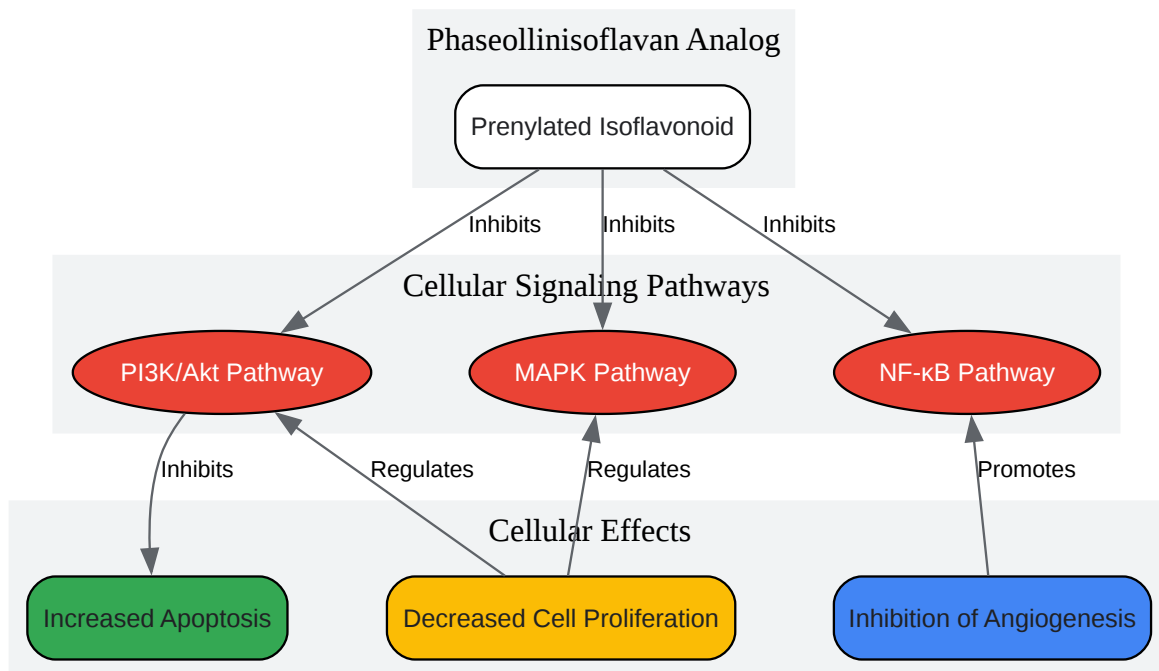 Phaseollinisoflavan Analog
Prenylated Isoflavonoid
Inhibits
Inhibits
Inhibits
Cellular Signaling Pathways
PI3K/Akt Pathway
MAPK Pathway
NF-κB Pathway
Inhibits
Regulates
Regulates
Promotes
Cellular Effects
Increased Apoptosis
Decreased Cell Proliferation
Inhibition of Angiogenesis